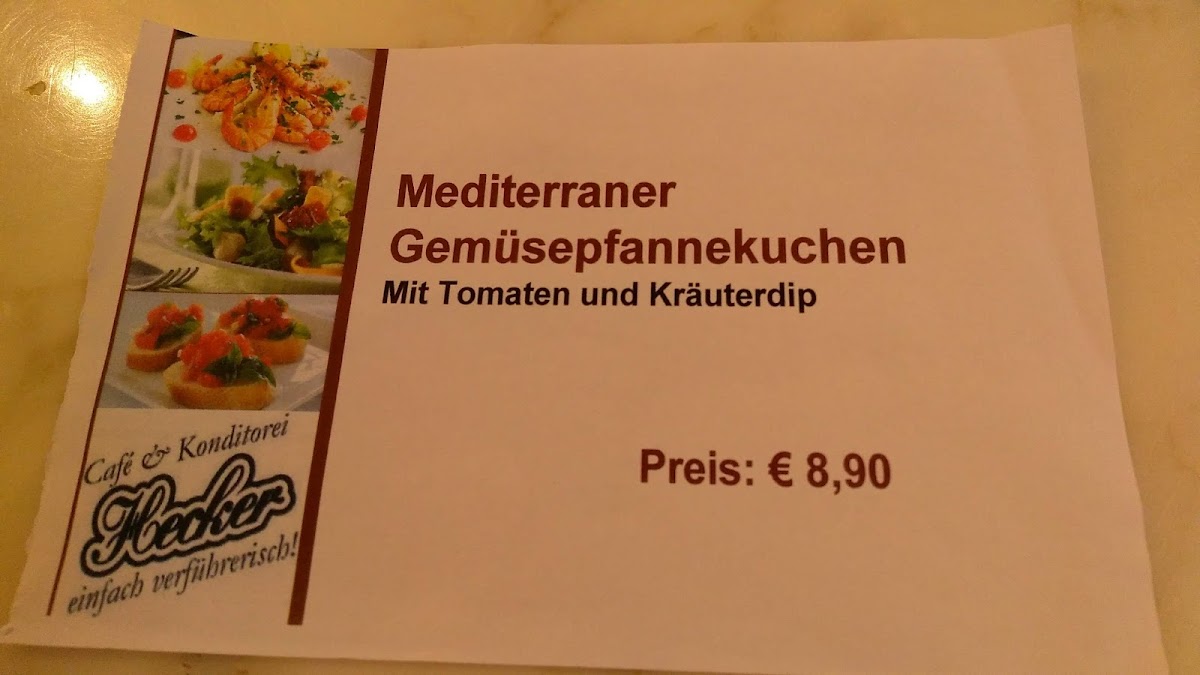 Mediterraner
Gemüsepfannekuchen
Mit Tomaten und Kräuterdip
Preis: € 8,90
Café & Konditorei
Hecker
einfach verführerisch!